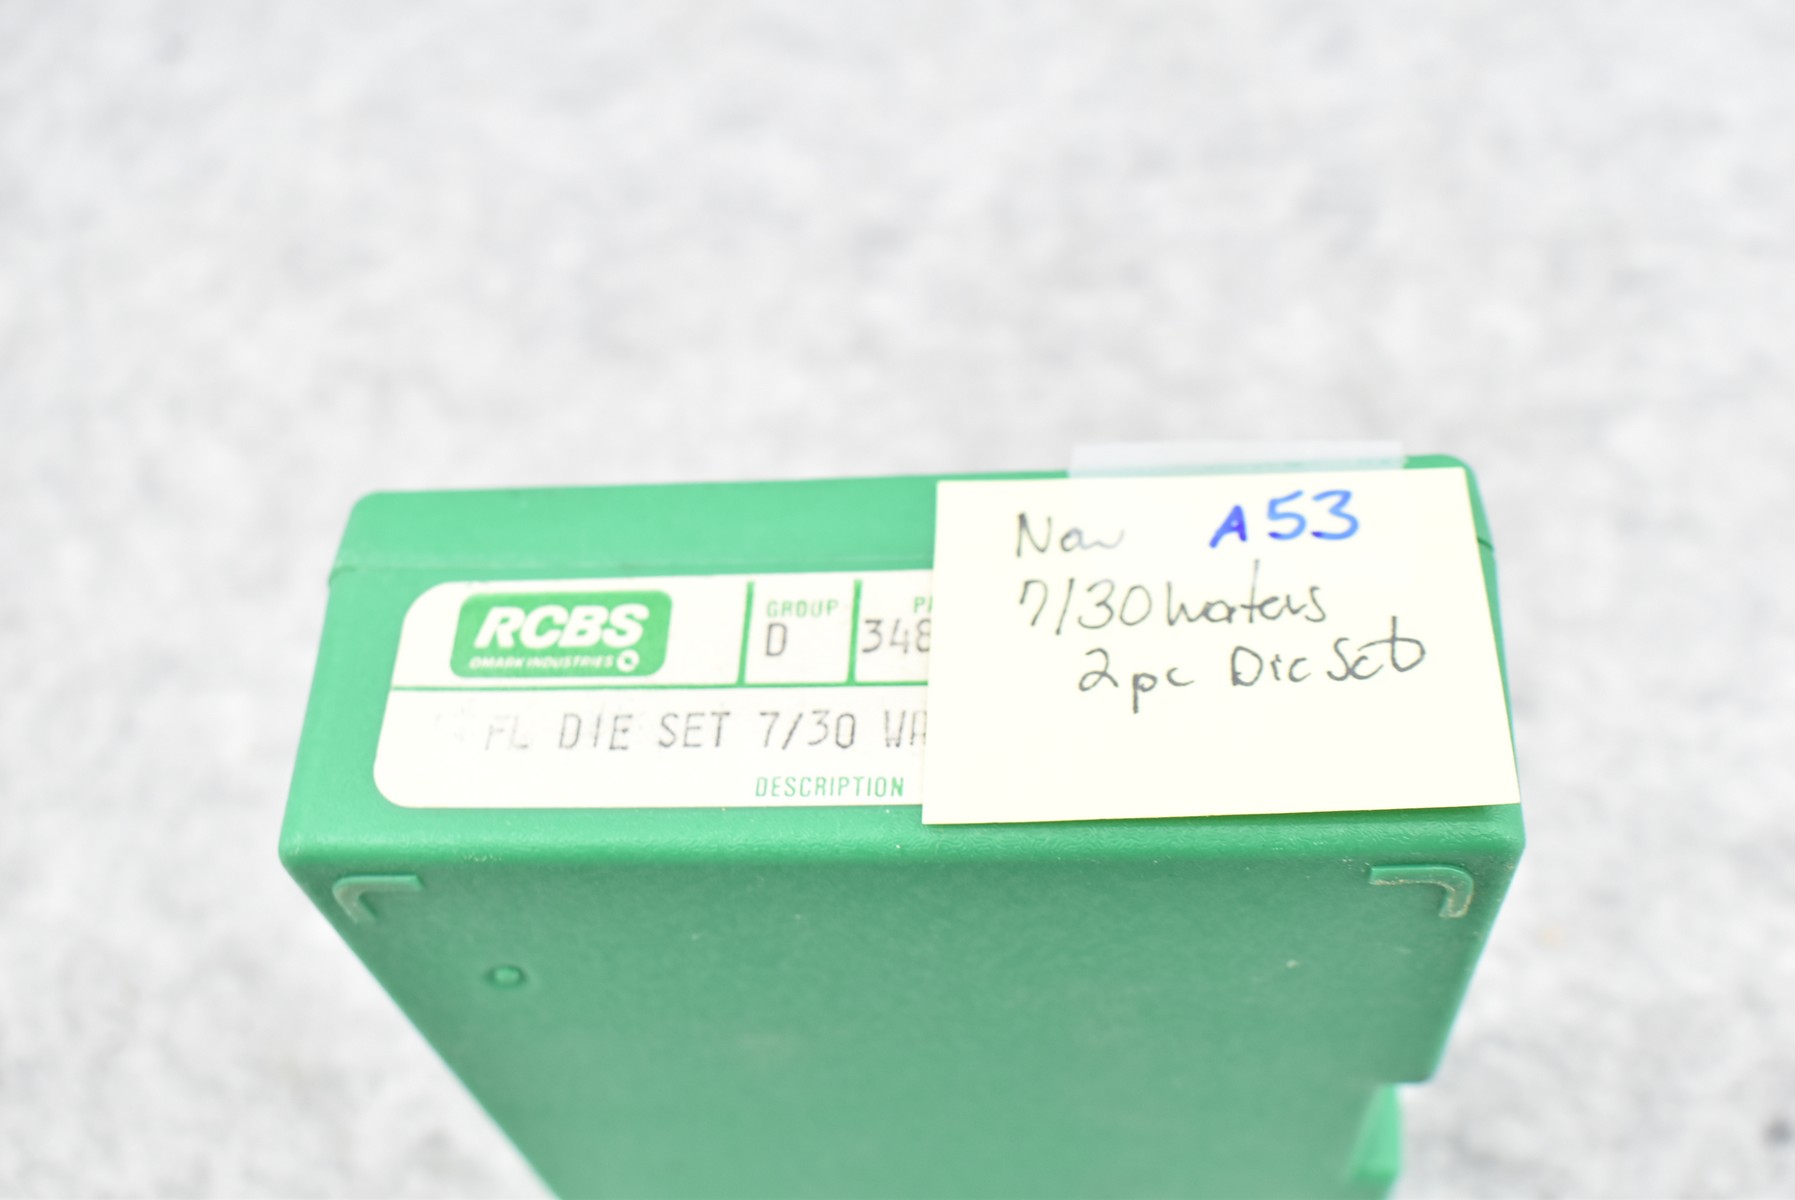 RCBS
OMARK INDUSTRIES
GROUP
D
PA
348
FL DIE SET 7/30 WA
DESCRIPTION
New A53
7/30 Waters
2pc Die Set